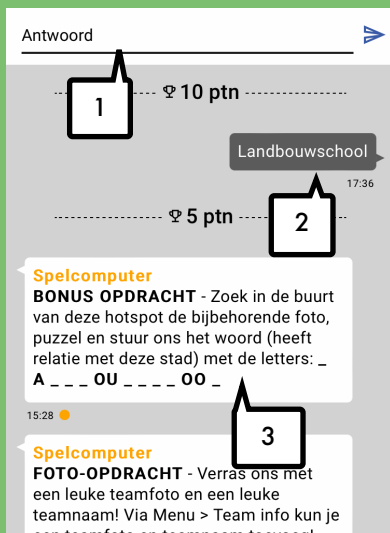 Antwoord
1
10 ptn
Landbouwschool
17:36
5 ptn
2
Spelcomputer
BONUS OPDRACHT - Zoek in de buurt
van deze hotspot de bijbehorende foto,
puzzel en stuur ons het woord (heeft
relatie met deze stad) met de letters: _
A _ _ _ OU _ _ _ _ OO _
15:28
3
Spelcomputer
FOTO-OPDRACHT - Verras ons met
een leuke teamfoto en een leuke
teamnaam! Via Menu > Team info kun je